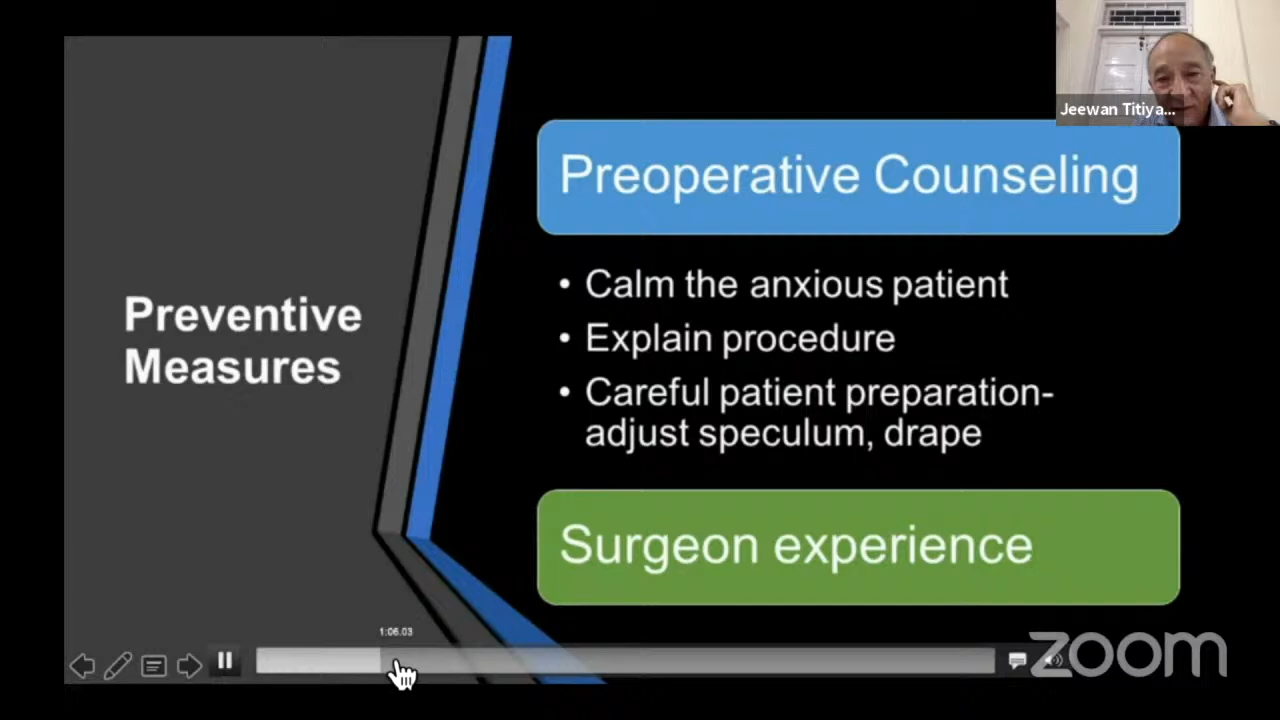 Jeewan Titiya...
Preoperative Counseling
• Calm the anxious patient
• Explain procedure
• Careful patient preparation-
adjust speculum, drape
Preventive
Measures
Surgeon experience
1:06.03
zoom